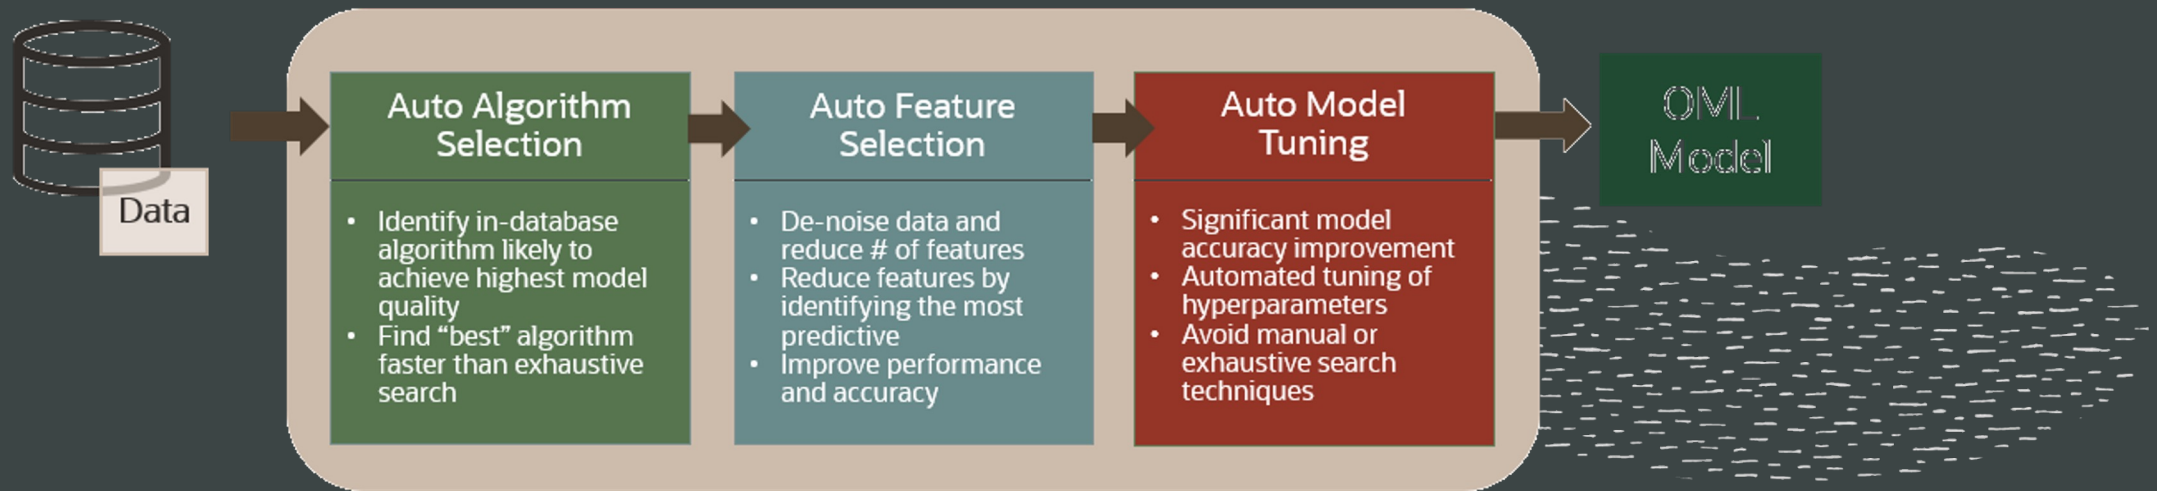 Data
Auto Algorithm
Selection
• Identify in-database
algorithm likely to
achieve highest model
quality
• Find “best” algorithm
faster than exhaustive
search
Auto Feature
Selection
• De-noise data and
reduce # of features
• Reduce features by
identifying the most
predictive
• Improve performance
and accuracy
Auto Model
Tuning
• Significant model
accuracy improvement
• Automated tuning of
hyperparameters
• Avoid manual or
exhaustive search
techniques
OML
Model